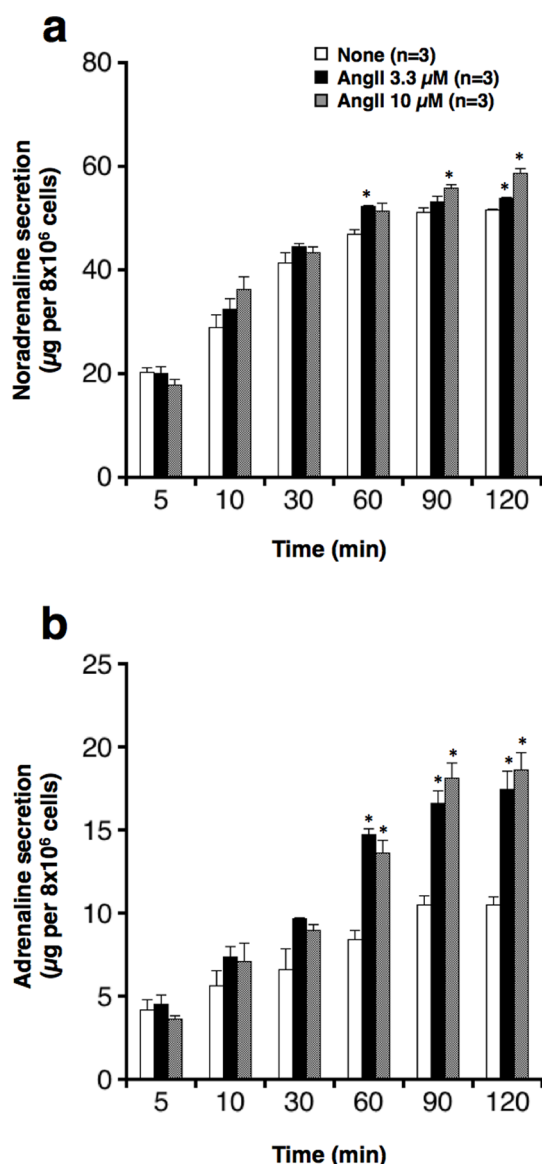 a
None (n=3)
AngII 3.3 µM (n=3)
AngII 10 µM (n=3)
Noradrenaline secretion
(µg per 8x10⁶ cells)
80
60
40
20
0
* * * *
5 10 30 60 90 120
Time (min)
b
Adrenaline secretion
(µg per 8x10⁶ cells)
25
20
15
10
5
0
* * * * * *
5 10 30 60 90 120
Time (min)